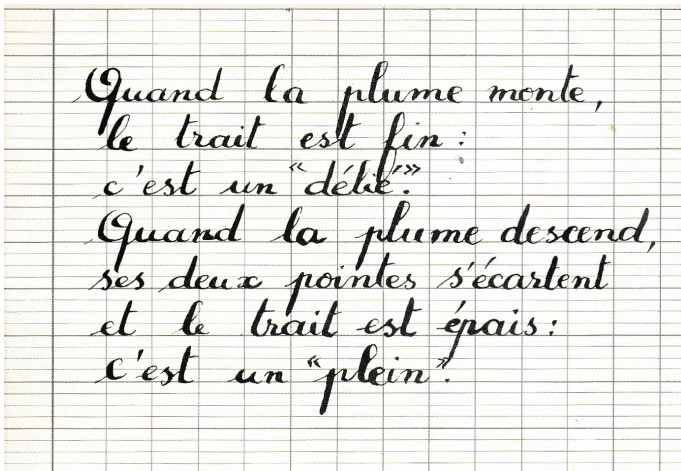 Quand la plume monte,
le trait est fin :
c'est un "délié".
Quand la plume descend,
ses deux pointes s'écartent
et le trait est épais :
c'est un "plein".